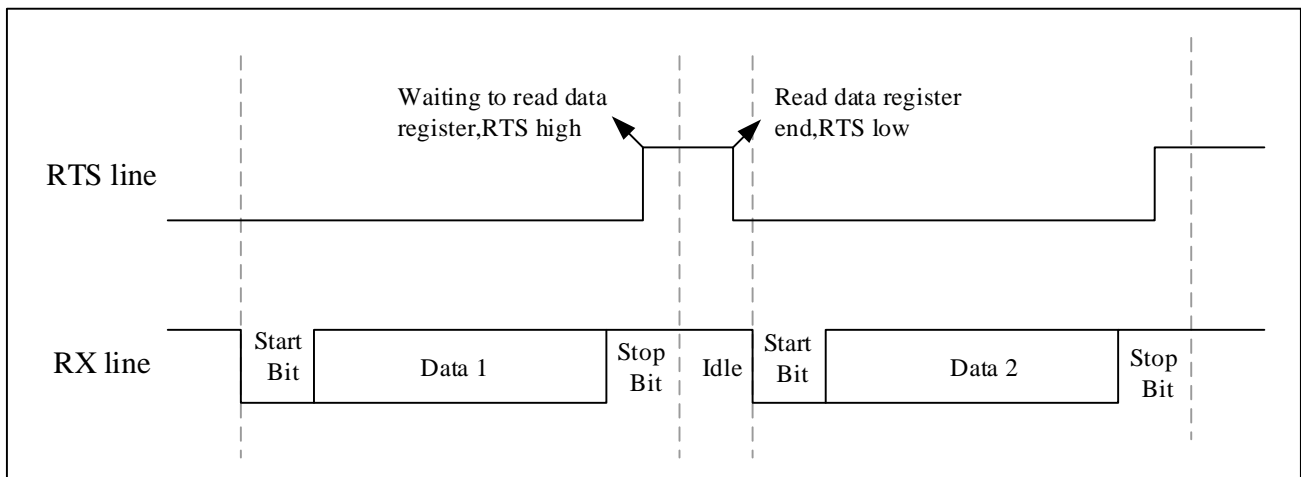 Waiting to read data
register,RTS high
Read data register
end,RTS low
RTS line
RX line
Start
Bit
Data 1
Stop
Bit
Idle
Start
Bit
Data 2
Stop
Bit